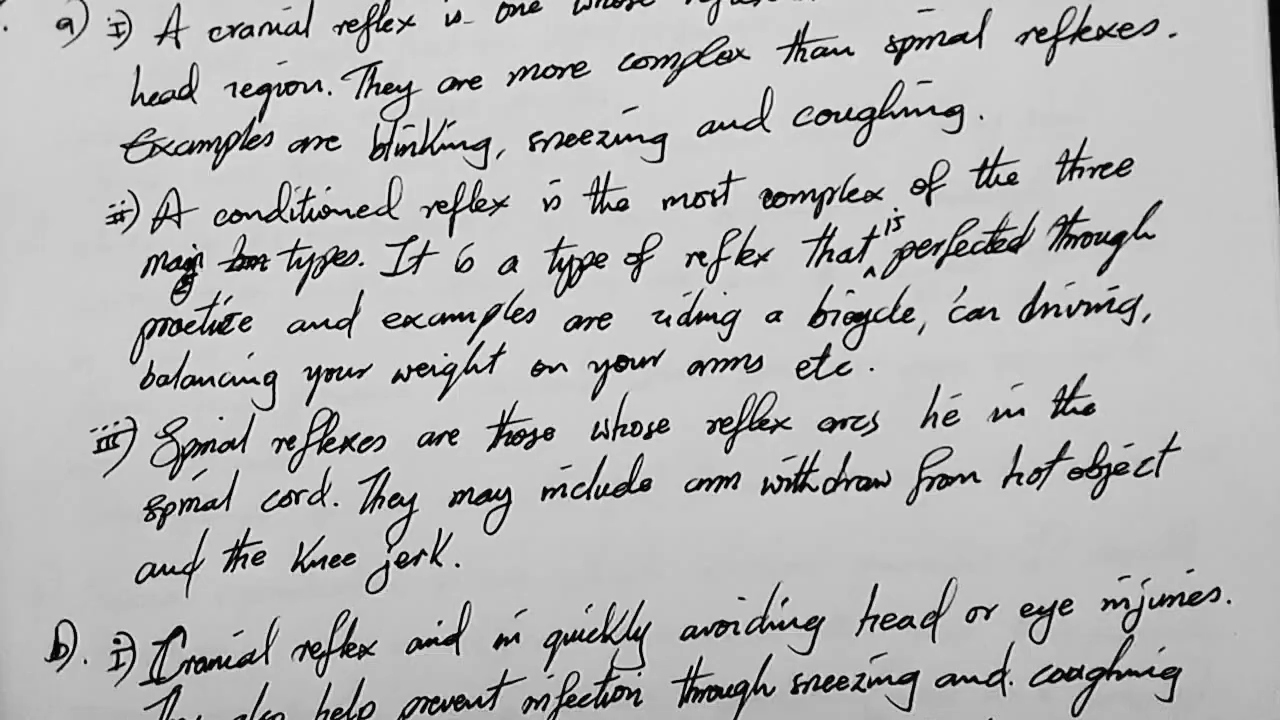 a) i) A cranial reflex is one whose
head region. They are more complex than spinal reflexes.
Examples are blinking, sneezing and coughing.
ii) A conditioned reflex is the most complex of the three
main types. It is a type of reflex that is perfected through
practice and examples are riding a bicycle, car driving,
balancing your weight on your arms etc.
iii) Spinal reflexes are those whose reflex arcs lie in the
spinal cord. They may include arm withdraw from hot object
and the Knee jerk.
b). i) Cranial reflex aid in quickly avoiding head or eye injuries.
They also help prevent infection through sneezing and. coughing